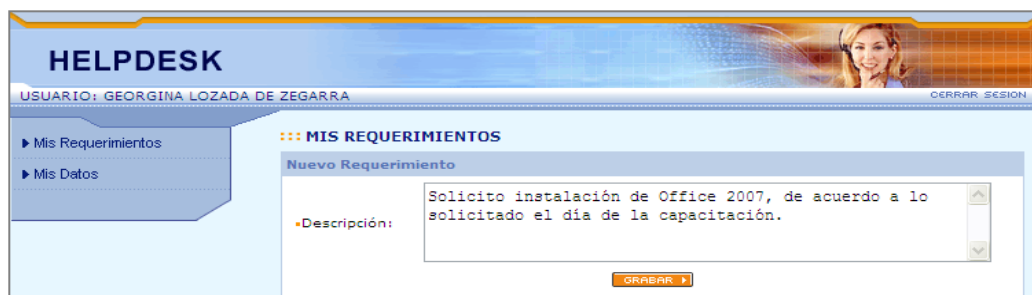 HELPDESK
USUARIO: GEORGINA LOZADA DE ZEGARRA
CERRAR SESION
Mis Requerimientos
Mis Datos
::: MIS REQUERIMIENTOS
Nuevo Requerimiento
Descripción:
Solicito instalación de Office 2007, de acuerdo a lo
solicitado el día de la capacitación.
GRABAR